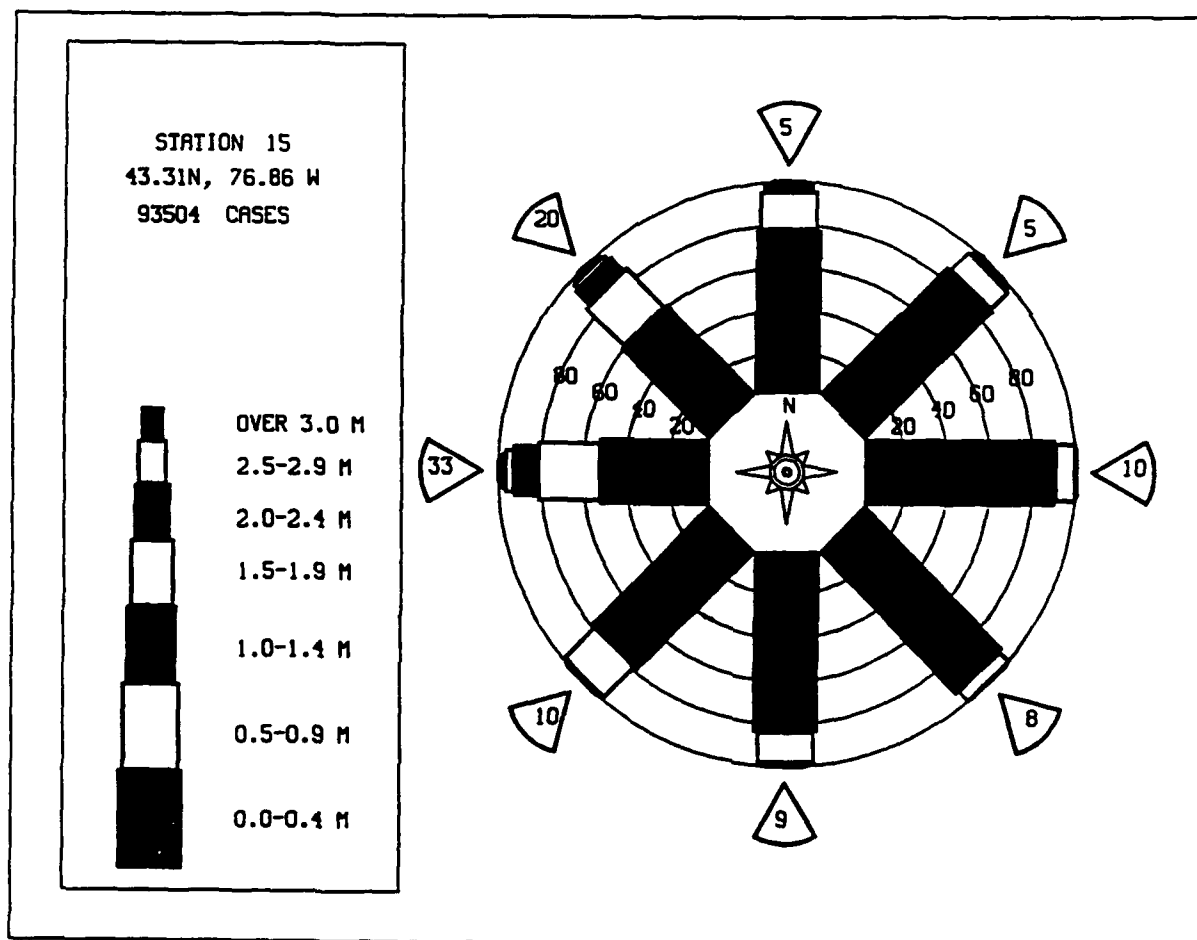 STATION 15
43.31N, 76.86 W
93504 CASES
OVER 3.0 M
2.5-2.9 M
2.0-2.4 M
1.5-1.9 M
1.0-1.4 M
0.5-0.9 M
0.0-0.4 M
5
20
5
80
60
40
20
N
20
40
60
80
33
10
10
8
9